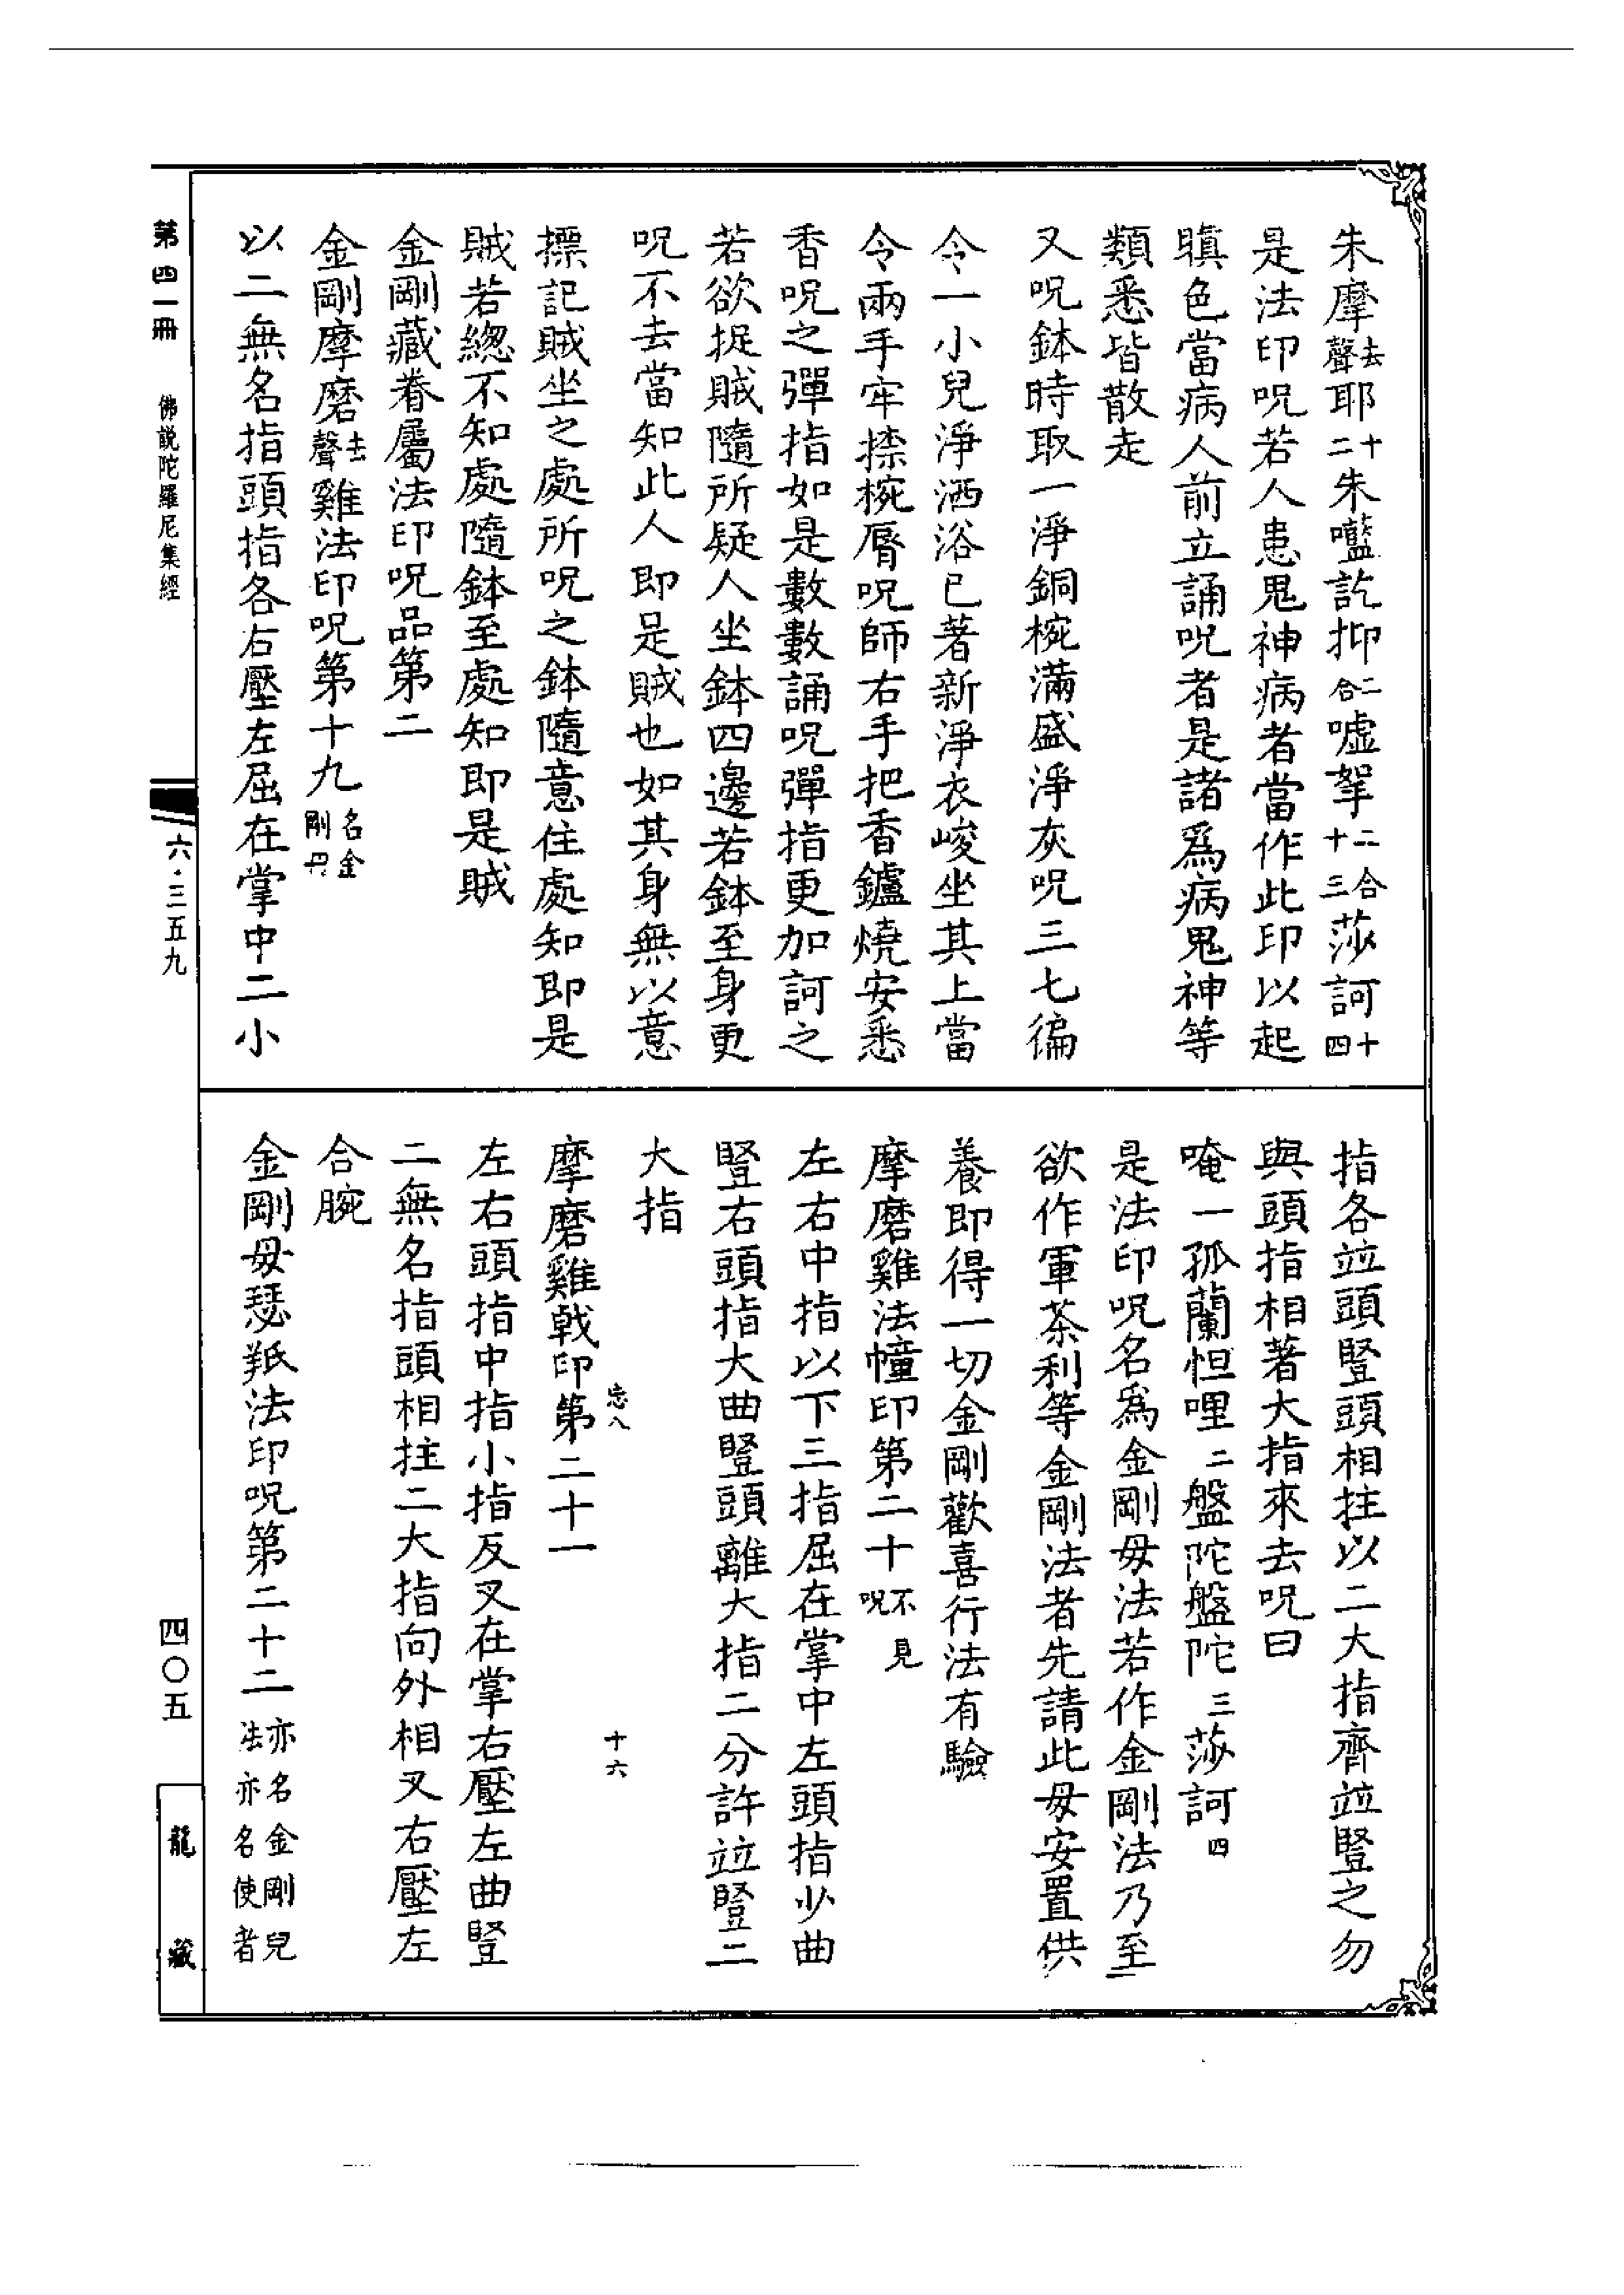 朱摩去聲耶十二朱嚂訖抑二合嘘拏二合十三莎訶十四
是法印呪若人患鬼神病者當作此印以起
瞋色當病人前立誦呪者是諸爲病鬼神等
類悉皆散走
又呪鉢時取一淨銅椀滿盛淨灰呪三七徧
令一小兒淨洒浴已著新淨衣峻坐其上當
令兩手牢捺椀脣呪師右手把香鑪燒安悉
香呪之彈指如是數數誦呪彈指更加訶之
若欲捉賊隨所疑人坐鉢四邊若鉢至身更
呪不去當知此人即是賊也如其身無以意
摽記賊坐之處所呪之鉢隨意住處知即是
賊若緫不知處隨鉢至處知即是賊
金剛藏眷屬法印呪品第二
金剛摩磨去聲雞法印呪第十九名金剛毋
以二無名指頭指各右壓左屈在掌中二小
指各竝頭豎頭相拄以二大指齊竝豎之勿
與頭指相著大指來去呪曰
唵一孤蘭怛哩二盤陀盤陀三莎訶四
是法印呪名爲金剛毋法若作金剛法乃至
欲作軍荼利等金剛法者先請此毋安置供
養即得一切金剛歡喜行法有驗
摩磨雞法幢印第二十不見呪
左右中指以下三指屈在掌中左頭指少曲
豎右頭指大曲豎頭離大指二分許竝豎二
大指
忘八 十六
摩磨雞戟印第二十一
左右頭指中指小指反叉在掌右壓左曲豎
二無名指頭相拄二大指向外相叉右壓左
合腕
金剛毋瑟羝法印呪第二十二亦名金剛兒法亦名使者
第四一冊 佛説陀羅尼集經 六·三五九 四〇五 龍藏